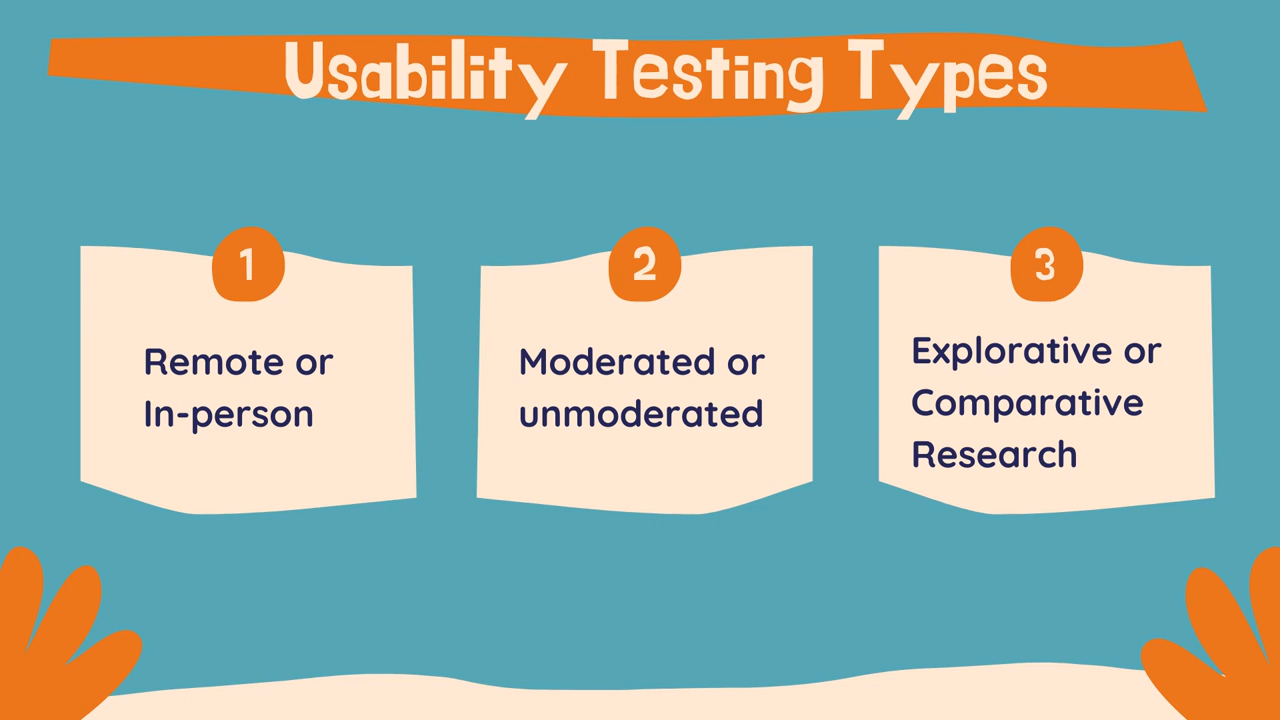 Usability Testing Types
1
Remote or
In-person
2
Moderated or
unmoderated
3
Explorative or
Comparative
Research